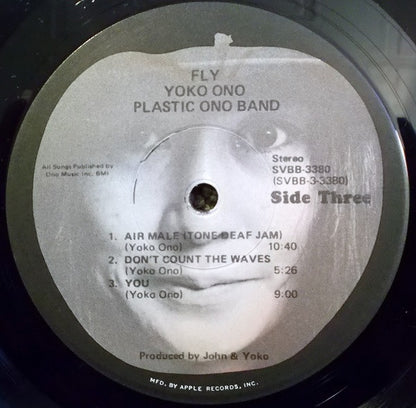 FLY
YOKO ONO
PLASTIC ONO BAND
All Songs Published by
Ono Music Inc. BMI
Stereo
SVBB-3380
(SVBB-3-3380)
Side Three
1. AIR MALE (TONE DEAF JAM)
(Yoko Ono) 10:40
2. DON'T COUNT THE WAVES
(Yoko Ono) 5:26
3. YOU
(Yoko Ono) 9:00
Produced by John & Yoko
MFD. BY APPLE RECORDS, INC.